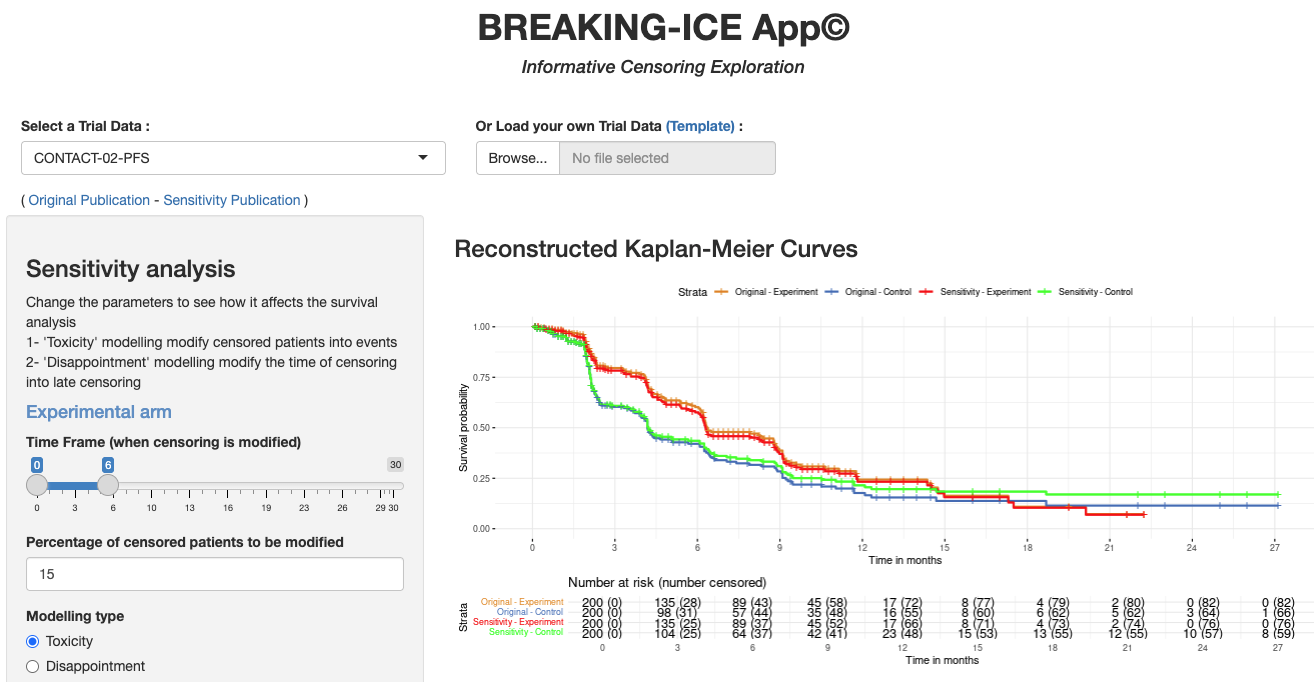 BREAKING-ICE App©
Informative Censoring Exploration
Select a Trial Data :
CONTACT-02-PFS
Or Load your own Trial Data (Template) :
Browse... No file selected
( Original Publication - Sensitivity Publication )
Sensitivity analysis
Change the parameters to see how it affects the survival
analysis
1- 'Toxicity' modelling modify censored patients into events
2- 'Disappointment' modelling modify the time of censoring
into late censoring
Experimental arm
Time Frame (when censoring is modified)
0 6 30
0 3 6 10 13 16 19 23 26 29 30
Percentage of censored patients to be modified
15
Modelling type
Toxicity
Disappointment
Reconstructed Kaplan-Meier Curves
Strata Original - Experiment Original - Control Sensitivity - Experiment Sensitivity - Control
Survival probability
1.00
0.75
0.50
0.25
0.00
0 3 6 9 12 15 18 21 24 27
Time in months
Number at risk (number censored)
Strata
Original - Experiment 200 (0) 135 (28) 89 (43) 45 (58) 17 (72) 8 (77) 4 (79) 2 (80) 0 (82) 0 (82)
Original - Control 200 (0) 98 (31) 57 (44) 35 (48) 16 (55) 8 (60) 6 (62) 5 (62) 3 (64) 1 (66)
Sensitivity - Experiment 200 (0) 135 (25) 89 (37) 45 (52) 17 (66) 8 (71) 4 (73) 2 (74) 0 (76) 0 (76)
Sensitivity - Control 200 (0) 104 (25) 64 (37) 42 (41) 23 (48) 15 (53) 13 (55) 12 (55) 10 (57) 8 (59)
0 3 6 9 12 15 18 21 24 27
Time in months